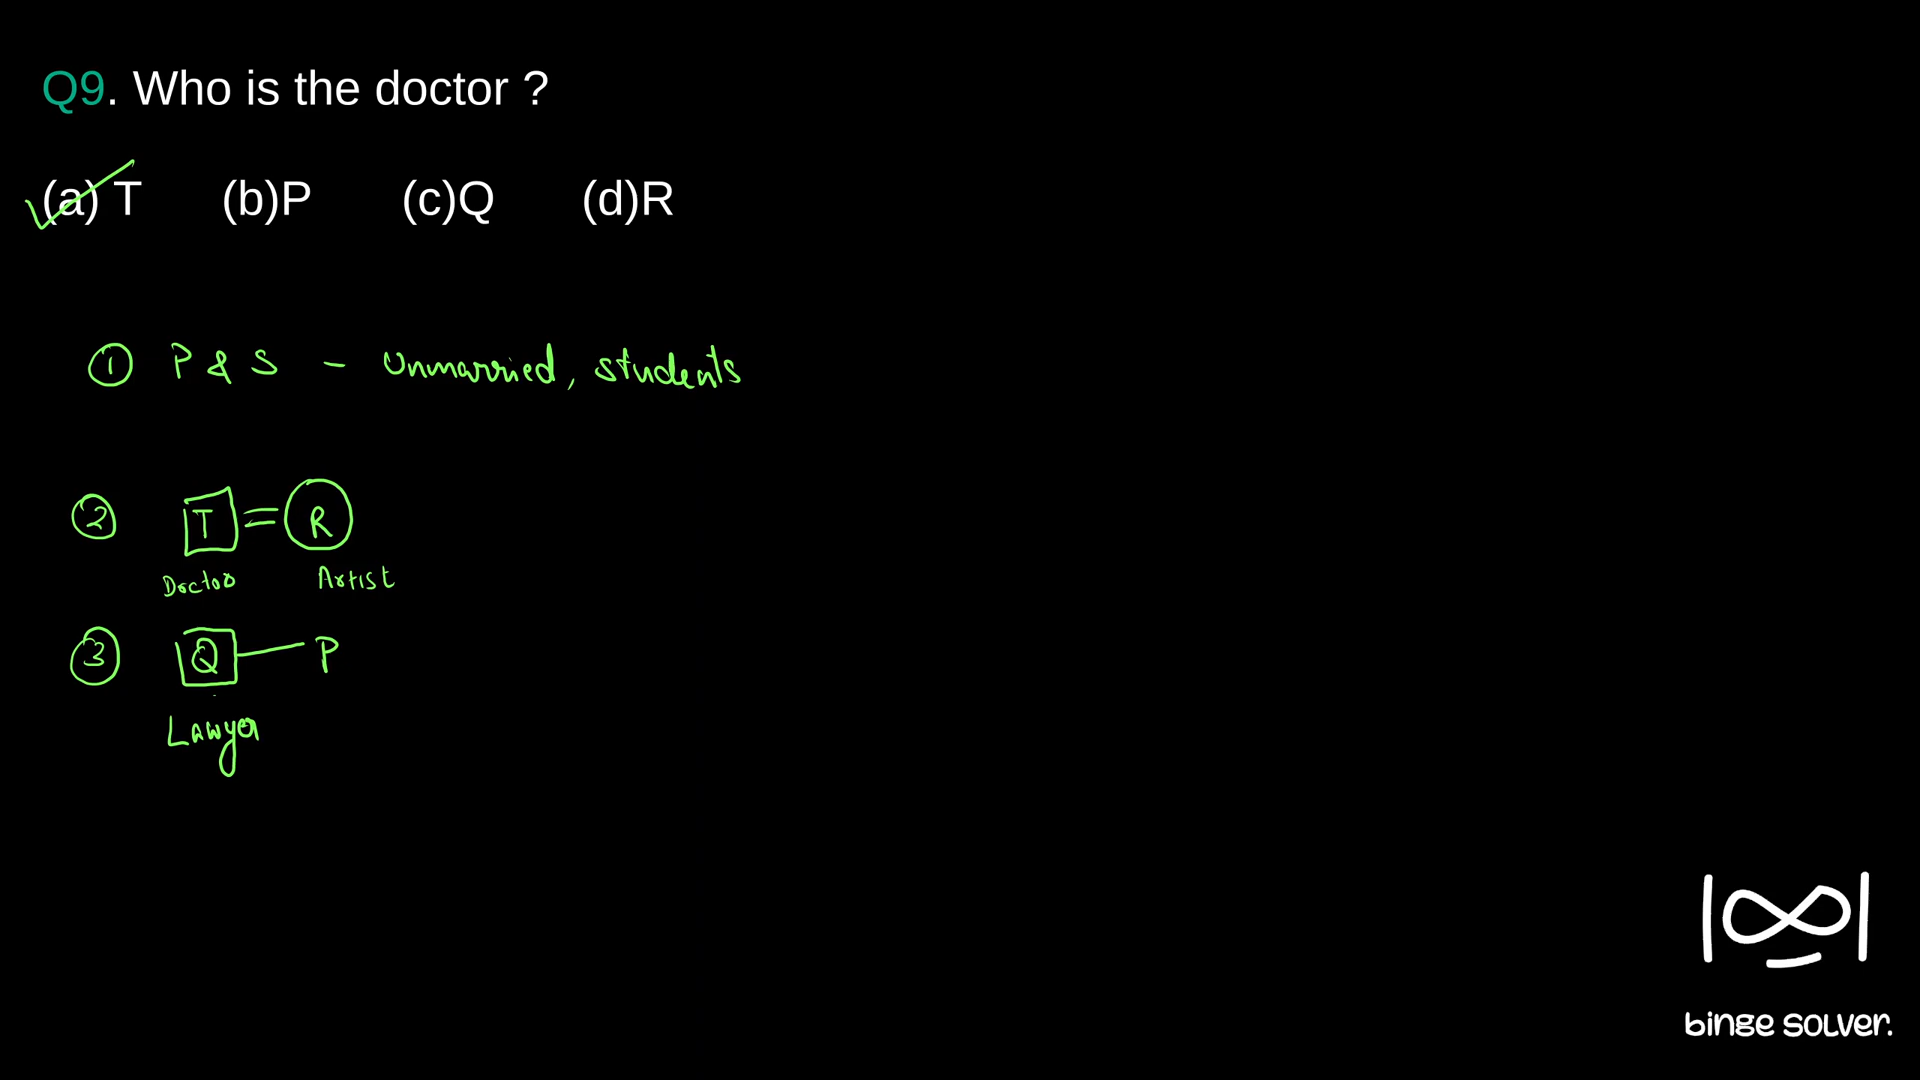 Q9. Who is the doctor ?
(a) T (b)P (c)Q (d)R
1 P & S - Unmarried, students
2 T = R
Doctor Artist
3 Q — P
Lawyer
binge solver.